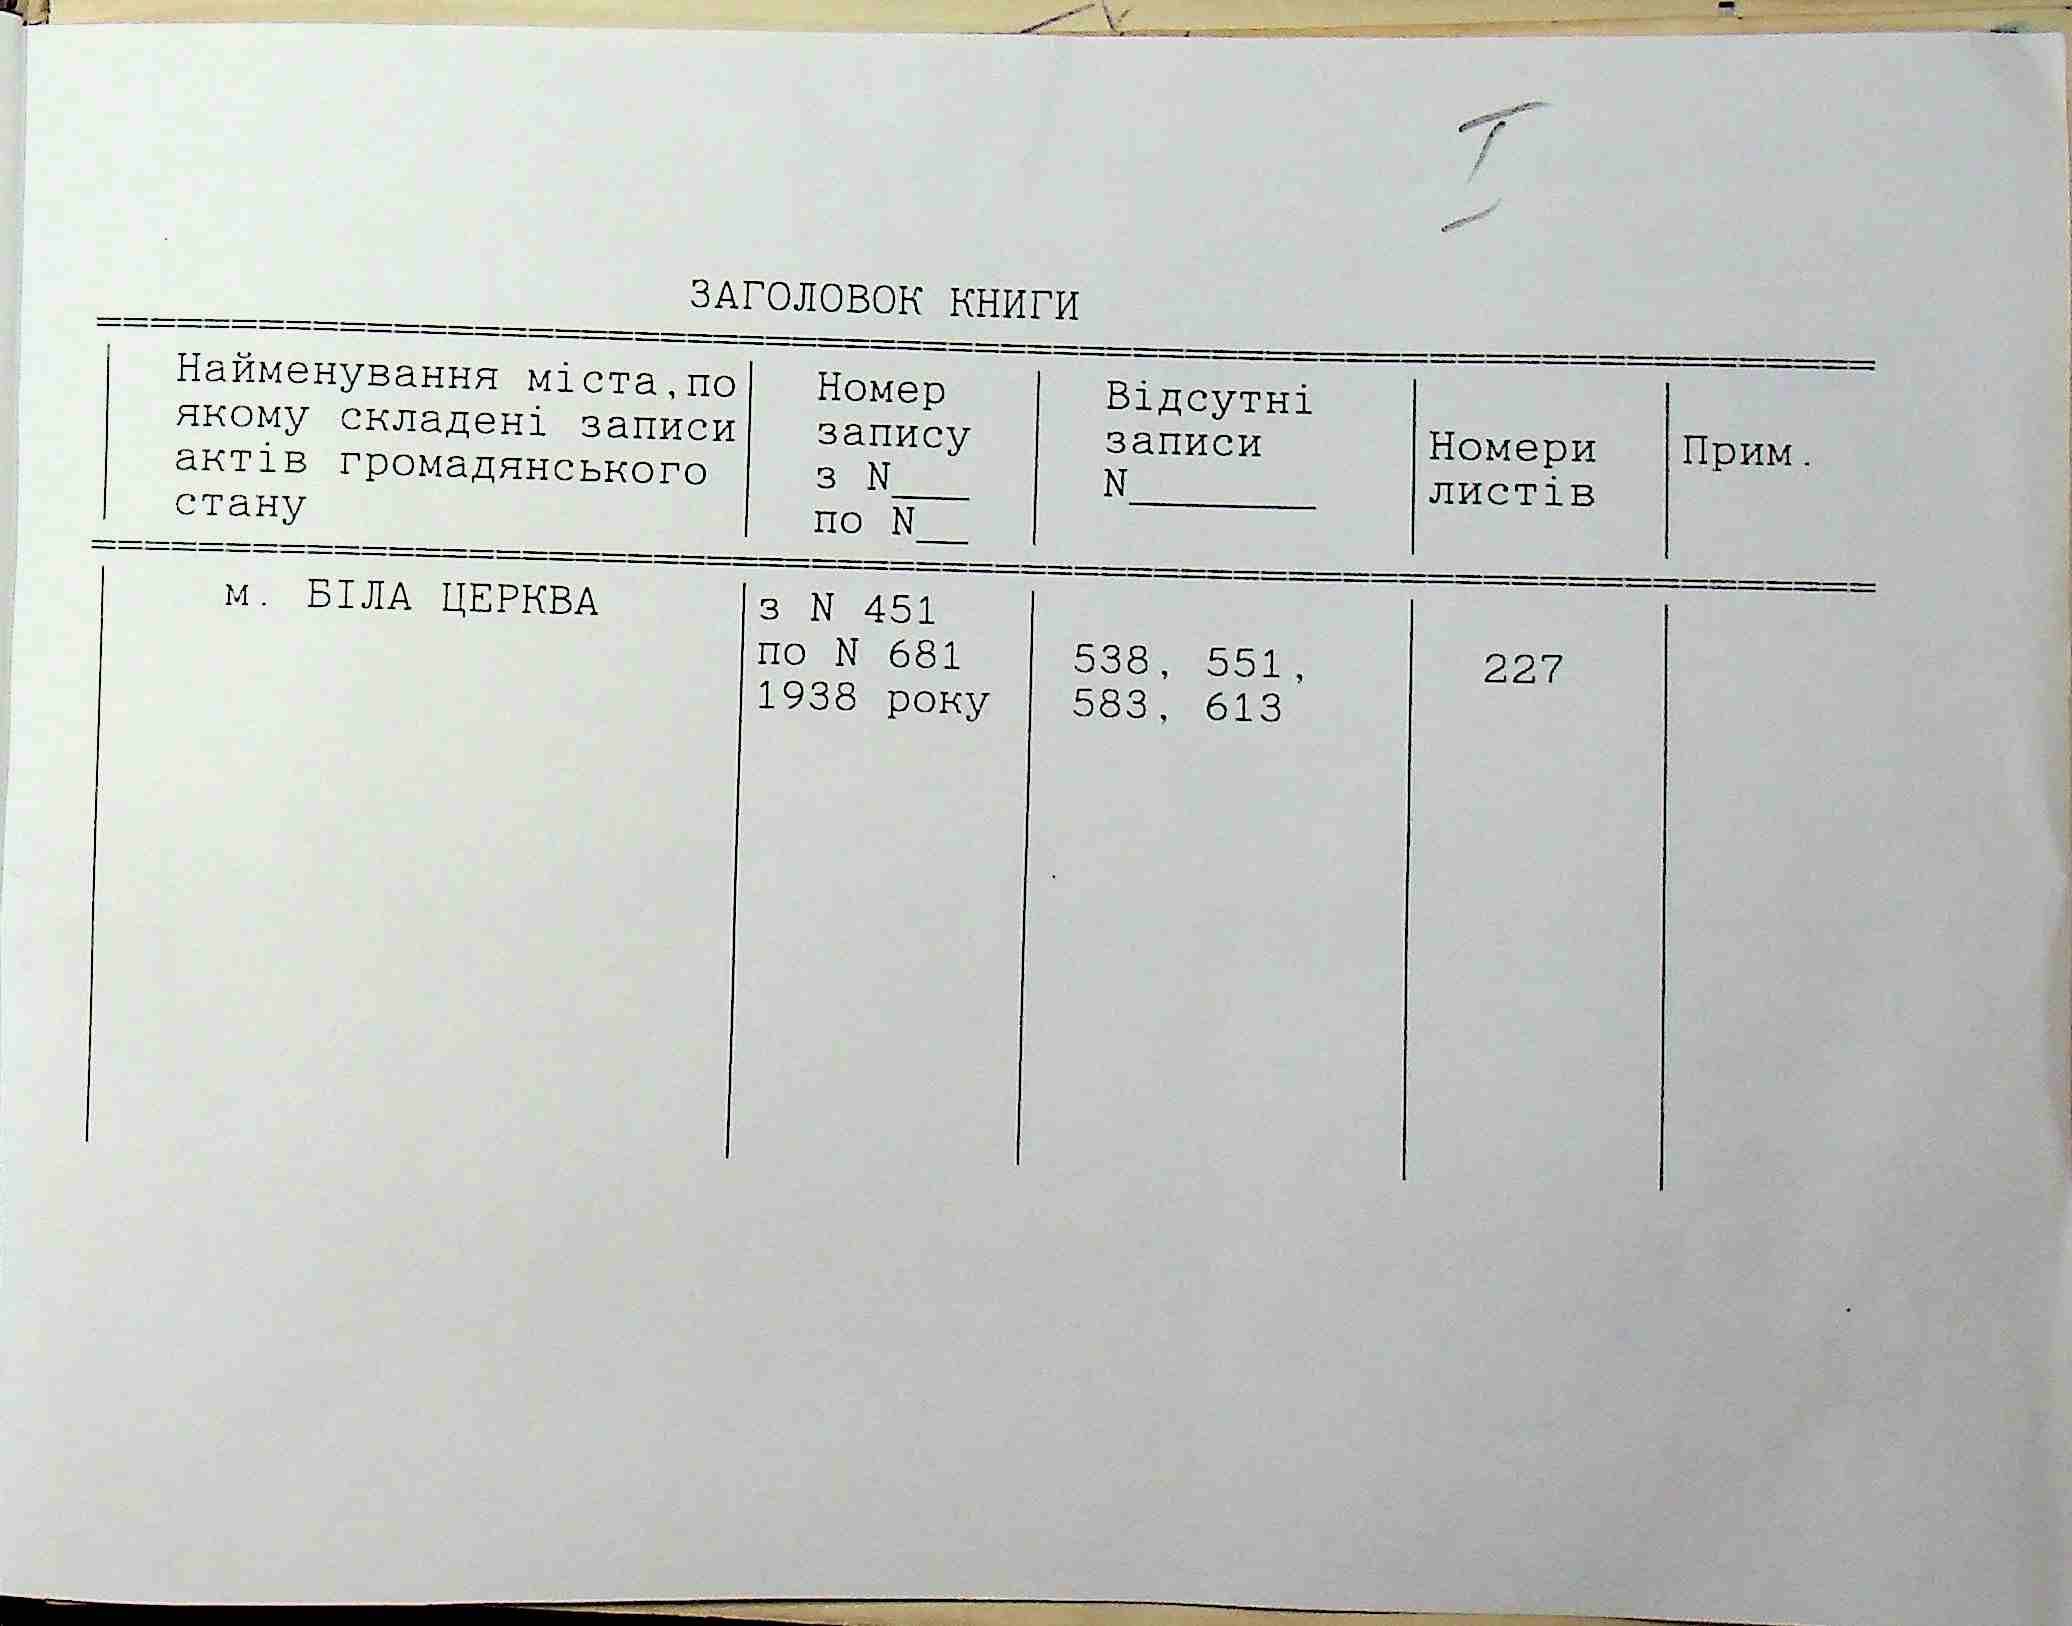 I
ЗАГОЛОВОК КНИГИ
Найменування міста,по якому складені записи актів громадянського стану
Номер запису з N___ по N__
Відсутні записи N_______
Номери листів
Прим.
м. БІЛА ЦЕРКВА
з N 451
по N 681
1938 року
538, 551,
583, 613
227